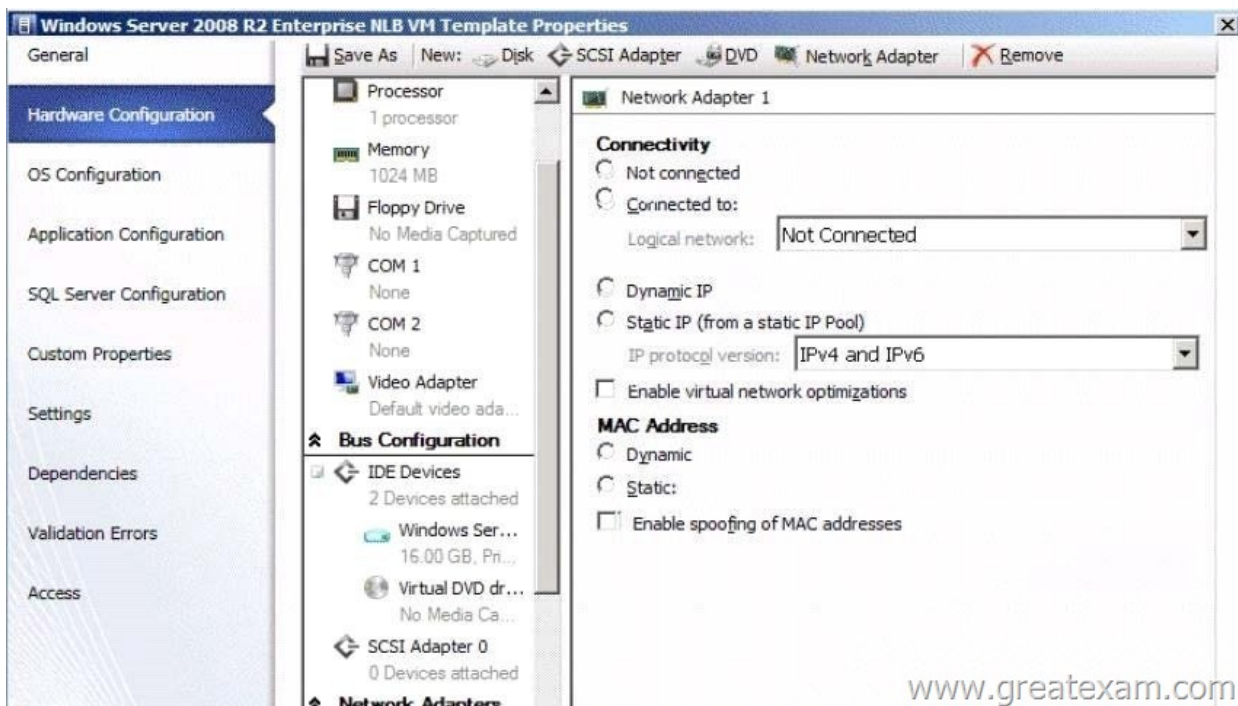 Windows Server 2008 R2 Enterprise NLB VM Template Properties
General
Hardware Configuration
OS Configuration
Application Configuration
SQL Server Configuration
Custom Properties
Settings
Dependencies
Validation Errors
Access
Save As New: Disk SCSI Adapter DVD Network Adapter Remove
Processor
1 processor
Memory
1024 MB
Floppy Drive
No Media Captured
COM 1
None
COM 2
None
Video Adapter
Default video ada...
Bus Configuration
IDE Devices
2 Devices attached
Windows Ser...
16.00 GB, Pri...
Virtual DVD dr...
No Media Ca...
SCSI Adapter 0
0 Devices attached
Network Adapters
Network Adapter 1
Connectivity
Not connected
Connected to:
Logical network: Not Connected
Dynamic IP
Static IP (from a static IP Pool)
IP protocol version: IPv4 and IPv6
Enable virtual network optimizations
MAC Address
Dynamic
Static:
Enable spoofing of MAC addresses
www.greatexam.com